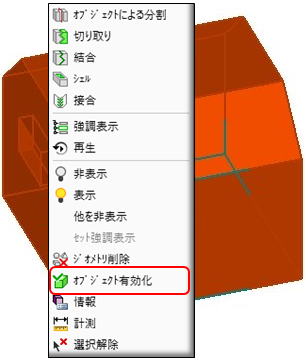 ｵﾌﾞｼﾞｪｸﾄによる分割
切り取り
結合
ｼｪﾙ
接合
強調表示
再生
非表示
表示
他を非表示
ｾｯﾄ強調表示
ｼﾞｵﾒﾄﾘ削除
ｵﾌﾞｼﾞｪｸﾄ有効化
情報
計測
選択解除